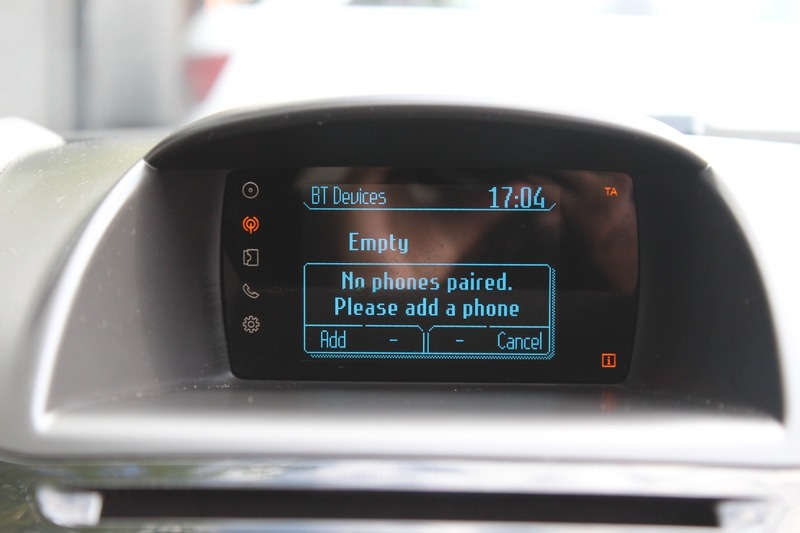 BT Devices 17:04 TA
Empty
No phones paired.
Please add a phone
Add - - Cancel
i